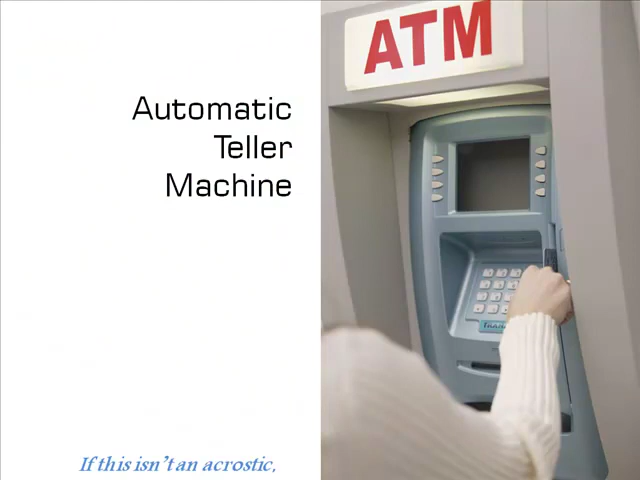 ATM
Automatic
Teller
Machine
If this isn't an acrostic,